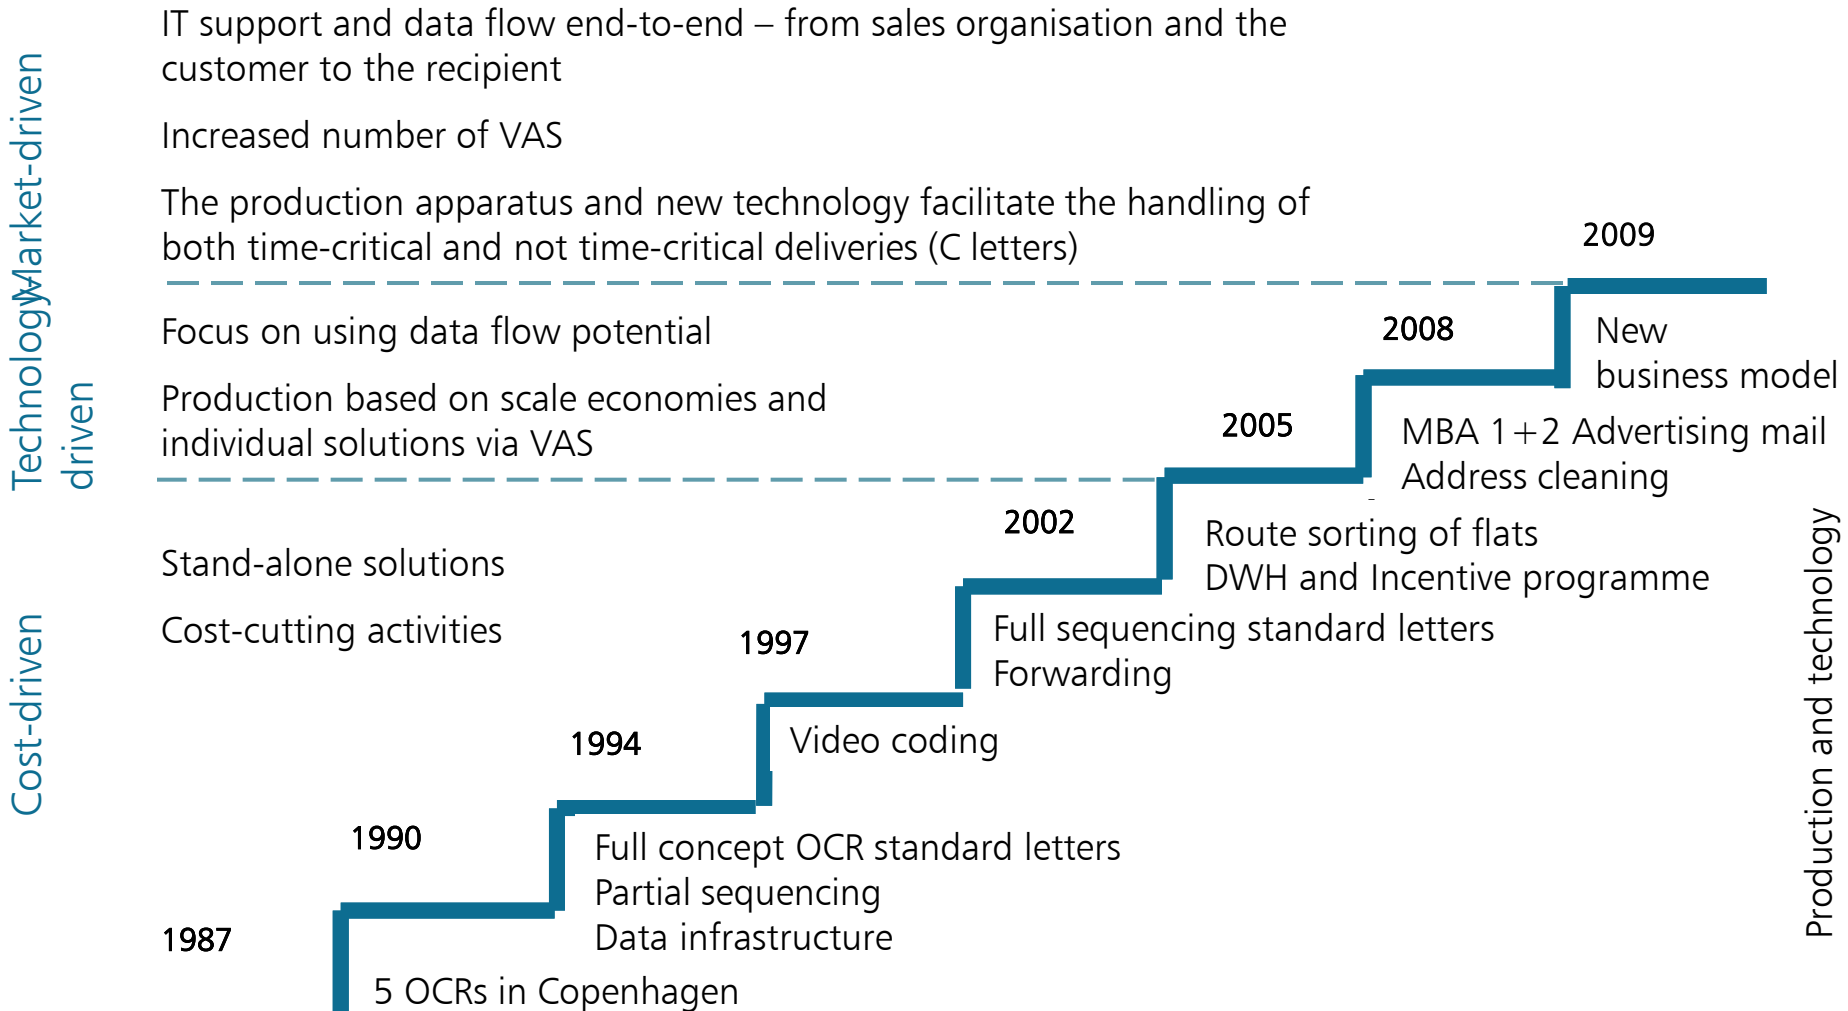 IT support and data flow end-to-end – from sales organisation and the
customer to the recipient
Increased number of VAS
The production apparatus and new technology facilitate the handling of
both time-critical and not time-critical deliveries (C letters)
Market-driven
2009
New
business model
Focus on using data flow potential
Production based on scale economies and
individual solutions via VAS
Technology-
driven
2008
MBA 1+2 Advertising mail
Address cleaning
2005
Route sorting of flats
DWH and Incentive programme
Stand-alone solutions
Cost-cutting activities
Cost-driven
2002
Full sequencing standard letters
Forwarding
1997
Video coding
1994
Full concept OCR standard letters
Partial sequencing
Data infrastructure
1990
5 OCRs in Copenhagen
1987
Production and technology